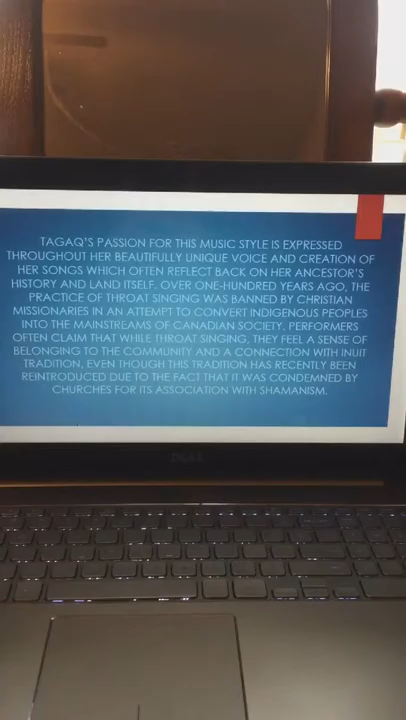 TAGAQ'S PASSION FOR THIS MUSIC STYLE IS EXPRESSED
THROUGHOUT HER BEAUTIFULLY UNIQUE VOICE AND CREATION OF
HER SONGS WHICH OFTEN REFLECT BACK ON HER ANCESTOR'S
HISTORY AND LAND ITSELF. OVER ONE-HUNDRED YEARS AGO, THE
PRACTICE OF THROAT SINGING WAS BANNED BY CHRISTIAN
MISSIONARIES IN AN ATTEMPT TO CONVERT INDIGENOUS PEOPLES
INTO THE MAINSTREAMS OF CANADIAN SOCIETY. PERFORMERS
OFTEN CLAIM THAT WHILE THROAT SINGING, THEY FEEL A SENSE OF
BELONGING TO THE COMMUNITY AND A CONNECTION WITH INUIT
TRADITION, EVEN THOUGH THIS TRADITION HAS RECENTLY BEEN
REINTRODUCED DUE TO THE FACT THAT IT WAS CONDEMNED BY
CHURCHES FOR ITS ASSOCIATION WITH SHAMANISM.
DELL